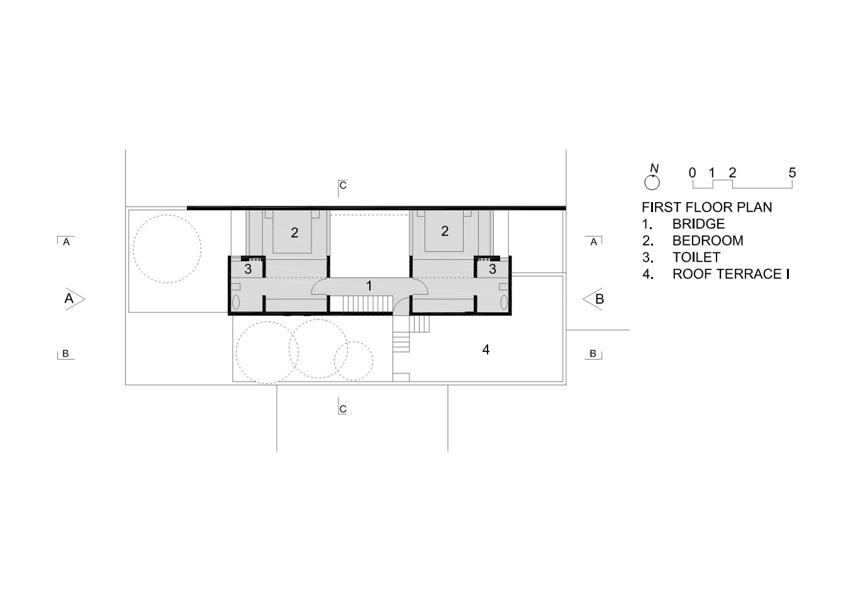 N
0 1 2 5
FIRST FLOOR PLAN
1. BRIDGE
2. BEDROOM
3. TOILET
4. ROOF TERRACE I
C
A
A
2
2
3
3
1
A
B
4
B
B
C